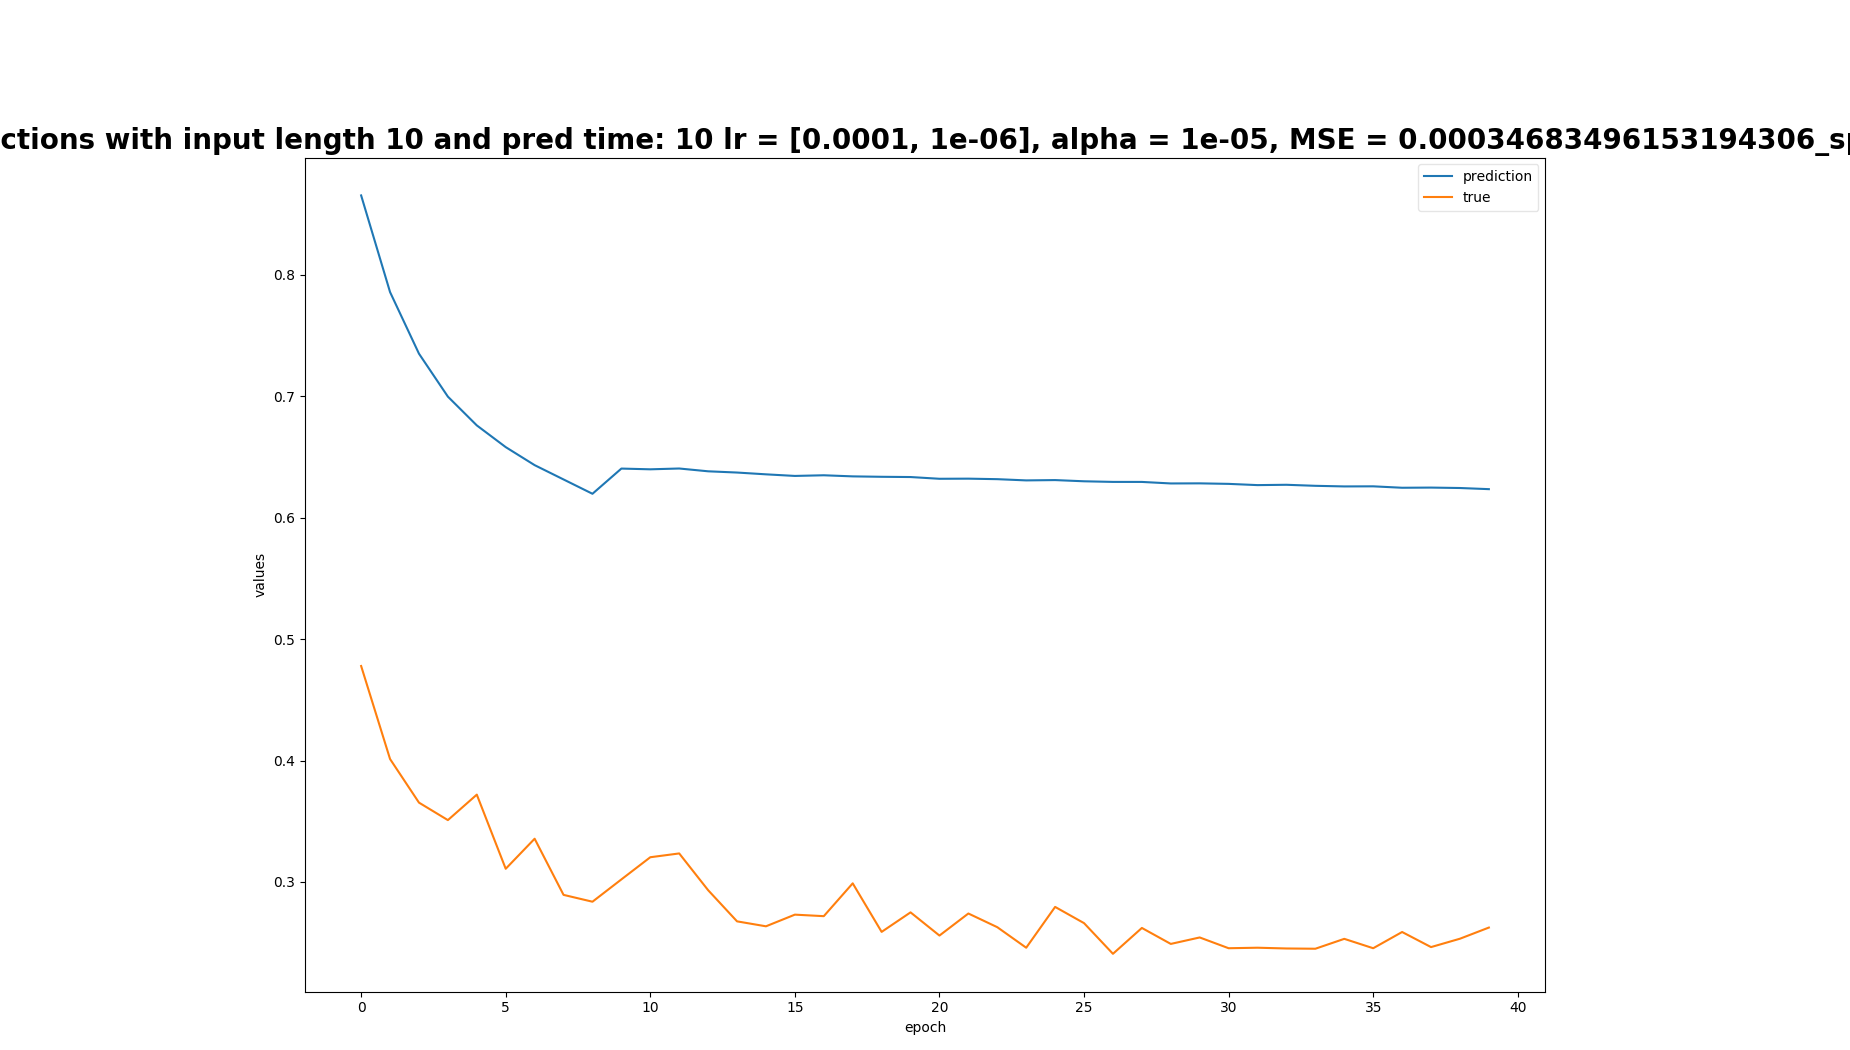 ctions with input length 10 and pred time: 10 lr = [0.0001, 1e-06], alpha = 1e-05, MSE = 0.00034683496153194306_sp
prediction
true
0.8
0.7
0.6
0.5
0.4
0.3
values
0 5 10 15 20 25 30 35 40
epoch